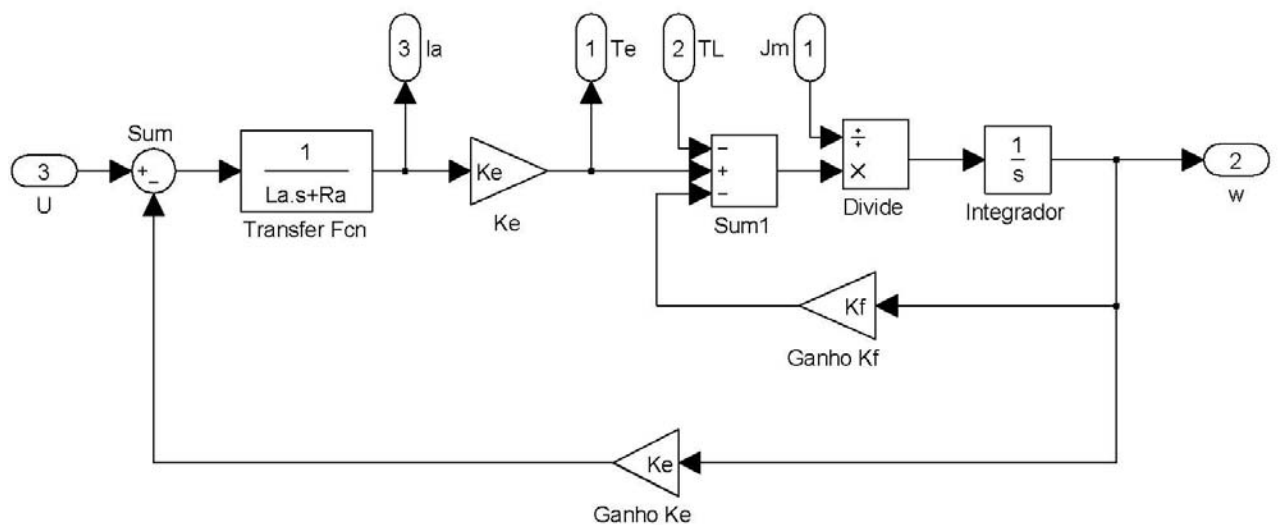 3
Ia
1
Te
2
TL
Jm
1
Sum
3
U
+
−
1
La.s+Ra
Transfer Fcn
Ke
Ke
−
+
−
Sum1
÷
×
Divide
1
s
Integrador
2
w
Kf
Ganho Kf
Ke
Ganho Ke